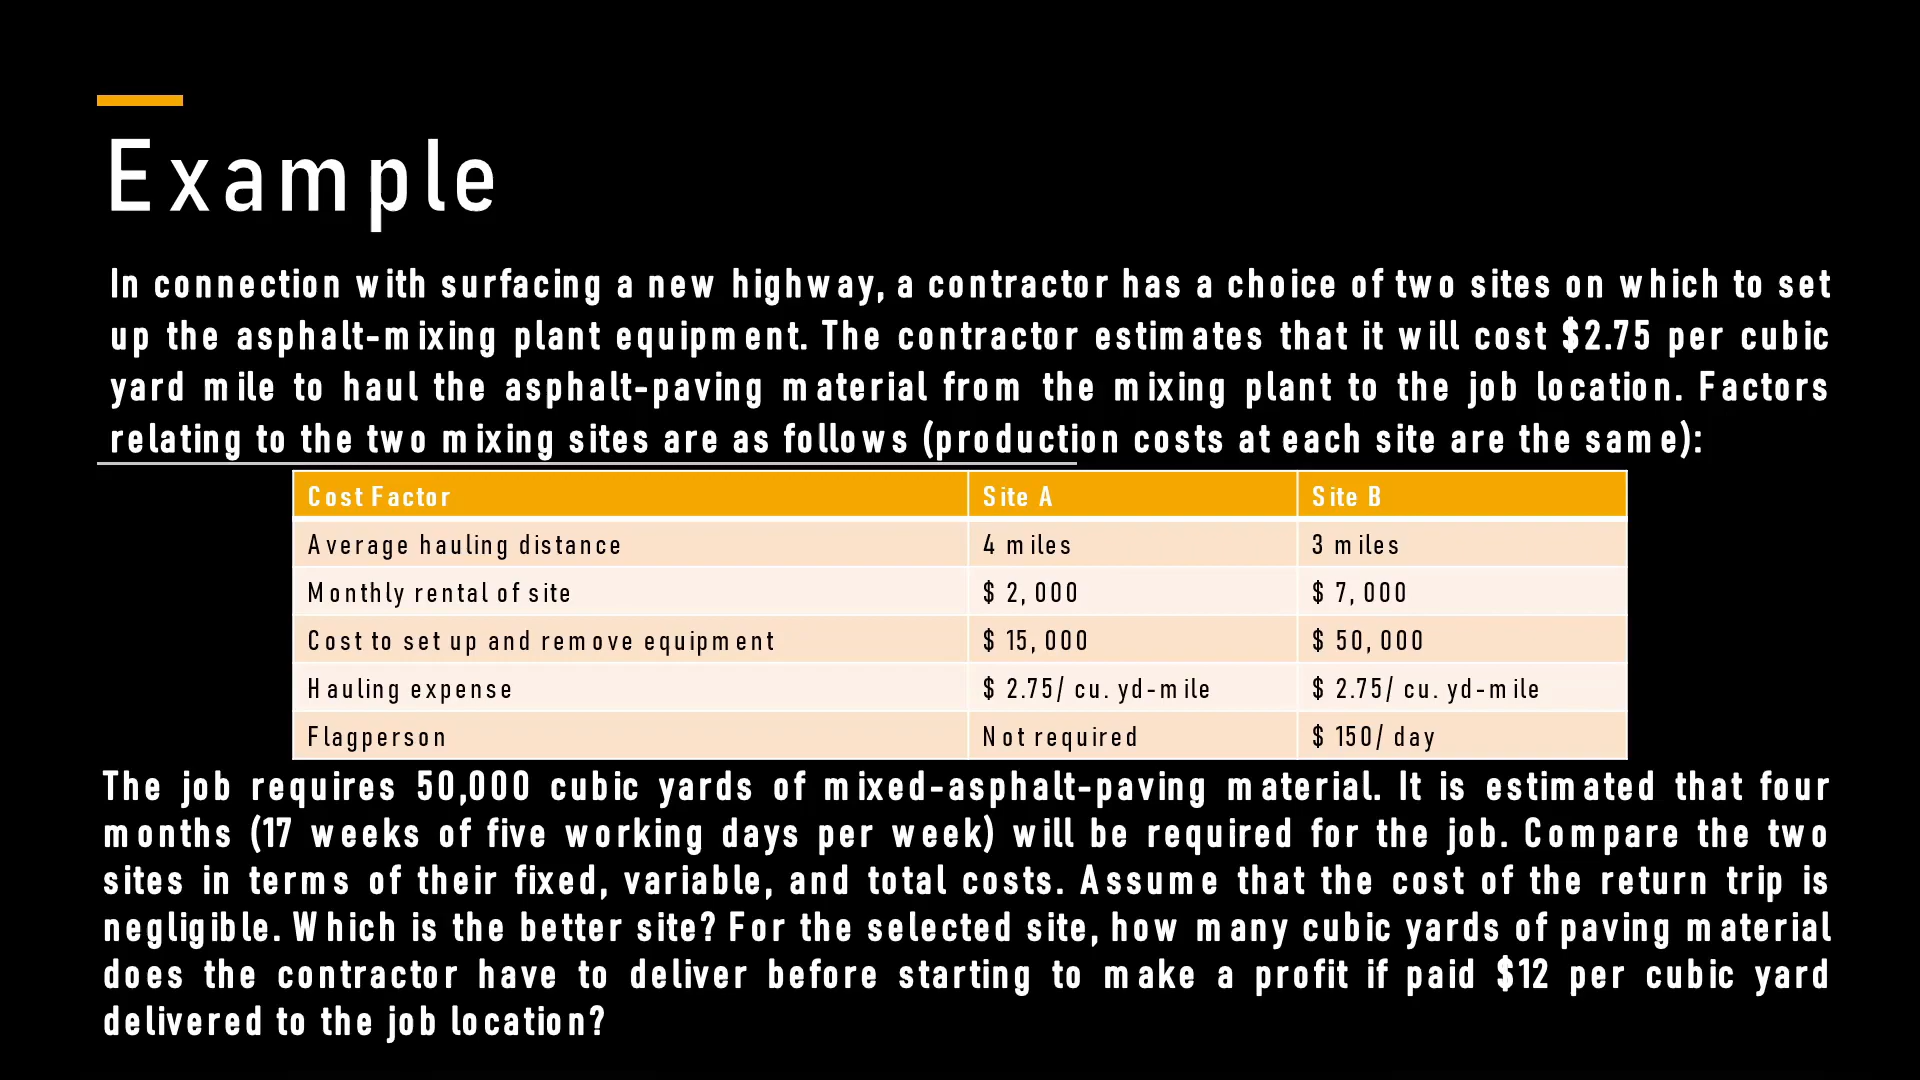 Example
In connection with surfacing a new highway, a contractor has a choice of two sites on which to set
up the asphalt-mixing plant equipment. The contractor estimates that it will cost $2.75 per cubic
yard mile to haul the asphalt-paving material from the mixing plant to the job location. Factors
relating to the two mixing sites are as follows (production costs at each site are the same):
Cost Factor Site A Site B
Average hauling distance 4 miles 3 miles
Monthly rental of site $ 2, 000 $ 7, 000
Cost to set up and remove equipment $ 15, 000 $ 50, 000
Hauling expense $ 2.75/ cu. yd-mile $ 2.75/ cu. yd-mile
Flagperson Not required $ 150/ day
The job requires 50,000 cubic yards of mixed-asphalt-paving material. It is estimated that four
months (17 weeks of five working days per week) will be required for the job. Compare the two
sites in terms of their fixed, variable, and total costs. Assume that the cost of the return trip is
negligible. Which is the better site? For the selected site, how many cubic yards of paving material
does the contractor have to deliver before starting to make a profit if paid $12 per cubic yard
delivered to the job location?